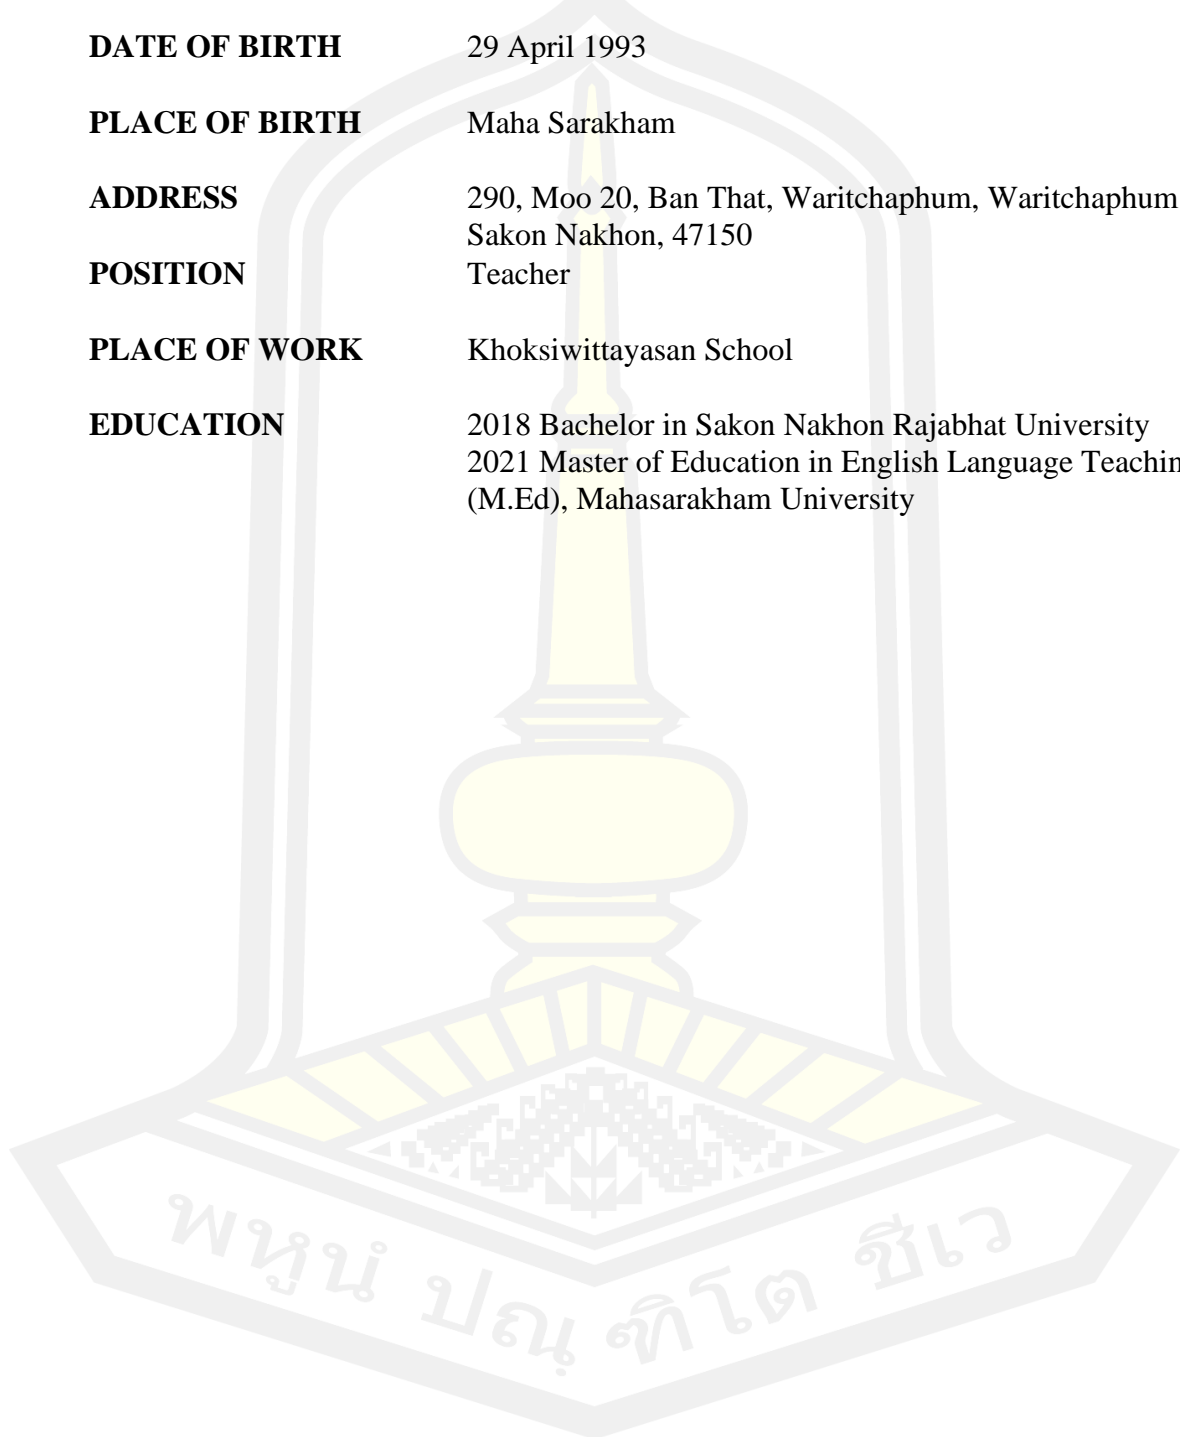 DATE OF BIRTH 29 April 1993
PLACE OF BIRTH Maha Sarakham
ADDRESS 290, Moo 20, Ban That, Waritchaphum, Waritchaphum
Sakon Nakhon, 47150
POSITION Teacher
PLACE OF WORK Khoksiwittayasan School
EDUCATION 2018 Bachelor in Sakon Nakhon Rajabhat University
2021 Master of Education in English Language Teachin
(M.Ed), Mahasarakham University
พหูนํ ปณฺฑิโต ชีเว